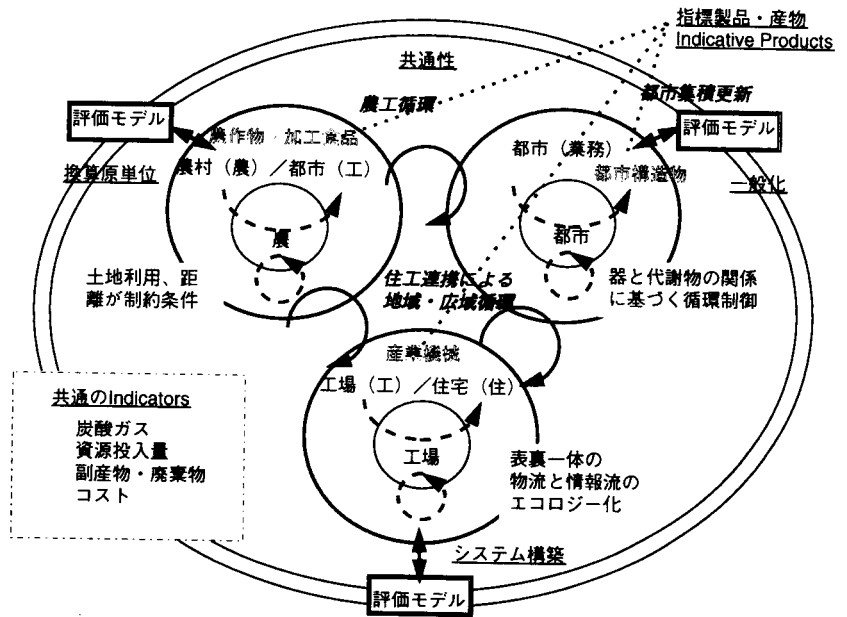 指標製品・産物
Indicative Products
共通性
農工循環
都市集積更新
評価モデル
評価モデル
農作物・加工食品
農村（農）／都市（工）
換算原単位
都市（業務）
都市構造物
一般化
農
都市
土地利用、距
離が制約条件
住工連携による
地域・広域循環
器と代謝物の関係
に基づく循環制御
産業機械
工場（工）／住宅（住）
共通のIndicators
炭酸ガス
資源投入量
副産物・廃棄物
コスト
工場
表裏一体の
物流と情報流の
エコロジー化
システム構築
評価モデル